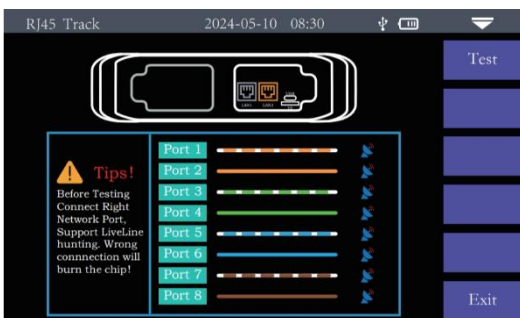 RJ45 Track 2024-05-10 08:30
Test
LAN1 LAN2
Tips!
Before Testing
Connect Right
Network Port,
Support LiveLine
hunting. Wrong
connnection will
burn the chip!
Port 1
Port 2
Port 3
Port 4
Port 5
Port 6
Port 7
Port 8
Exit